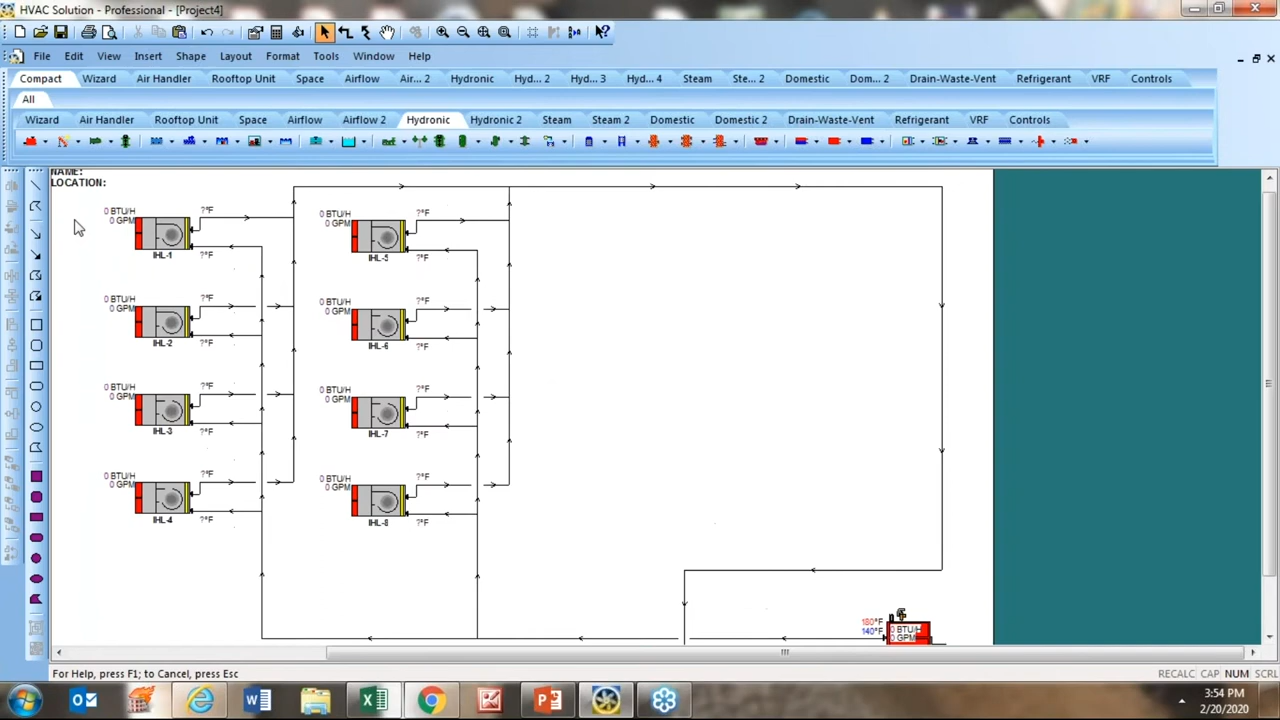 HVAC Solution - Professional - [Project4]
File Edit View Insert Shape Layout Format Tools Window Help
Compact Wizard Air Handler Rooftop Unit Space Airflow Air... 2 Hydronic Hyd... 2 Hyd... 3 Hyd... 4 Steam Ste... 2 Domestic Dom... 2 Drain-Waste-Vent Refrigerant VRF Controls
All
Wizard Air Handler Rooftop Unit Space Airflow Airflow 2 Hydronic Hydronic 2 Steam Steam 2 Domestic Domestic 2 Drain-Waste-Vent Refrigerant VRF Controls
NAME:
LOCATION:
0 BTU/H ?°F 0 BTU/H ?°F
0 GPM 0 GPM
IHL-1 ?°F IHL-5 ?°F
0 BTU/H ?°F 0 BTU/H ?°F
0 GPM 0 GPM
IHL-2 ?°F IHL-6 ?°F
0 BTU/H ?°F 0 BTU/H ?°F
0 GPM 0 GPM
IHL-3 ?°F IHL-7 ?°F
0 BTU/H ?°F 0 BTU/H ?°F
0 GPM 0 GPM
IHL-4 ?°F IHL-8 ?°F
180°F
140°F 0 BTU/H
0 GPM
For Help, press F1; to Cancel, press Esc RECALC CAP NUM SCRL
3:54 PM
2/20/2020